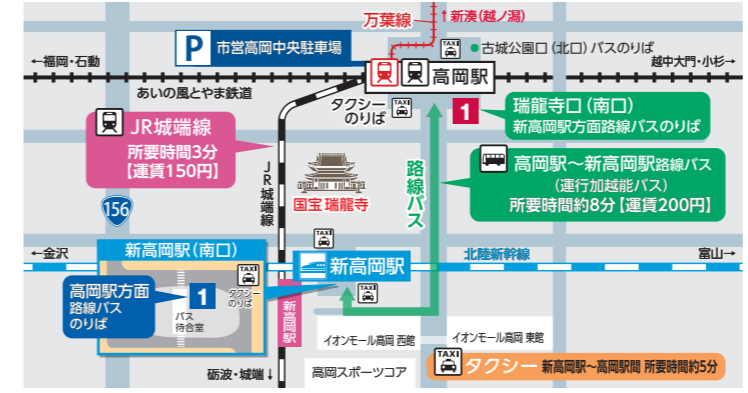 万葉線
↑新湊(越ノ潟)
P 市営高岡中央駐車場
TAXI
●古城公園口(北口)バスのりば
←福岡・石動
越中大門・小杉→
高岡駅
あいの風とやま鉄道
タクシー
のりば
TAXI
1
瑞龍寺口(南口)
新高岡駅方面路線バスのりば
JR城端線
所要時間3分
【運賃150円】
JR城端線
国宝 瑞龍寺
路線バス
高岡駅～新高岡駅路線バス
(運行加越能バス)
所要時間約8分【運賃200円】
156
←金沢
新高岡駅(南口)
TAXI
新高岡駅
北陸新幹線
富山→
高岡駅方面
路線バス
のりば
1
バス
待合室
TAXI
タクシー
のりば
新高岡駅
TAXI
イオンモール高岡 西館
イオンモール高岡 東館
砺波・城端↓
高岡スポーツコア
TAXI
タクシー 新高岡駅～高岡駅間 所要時間約5分